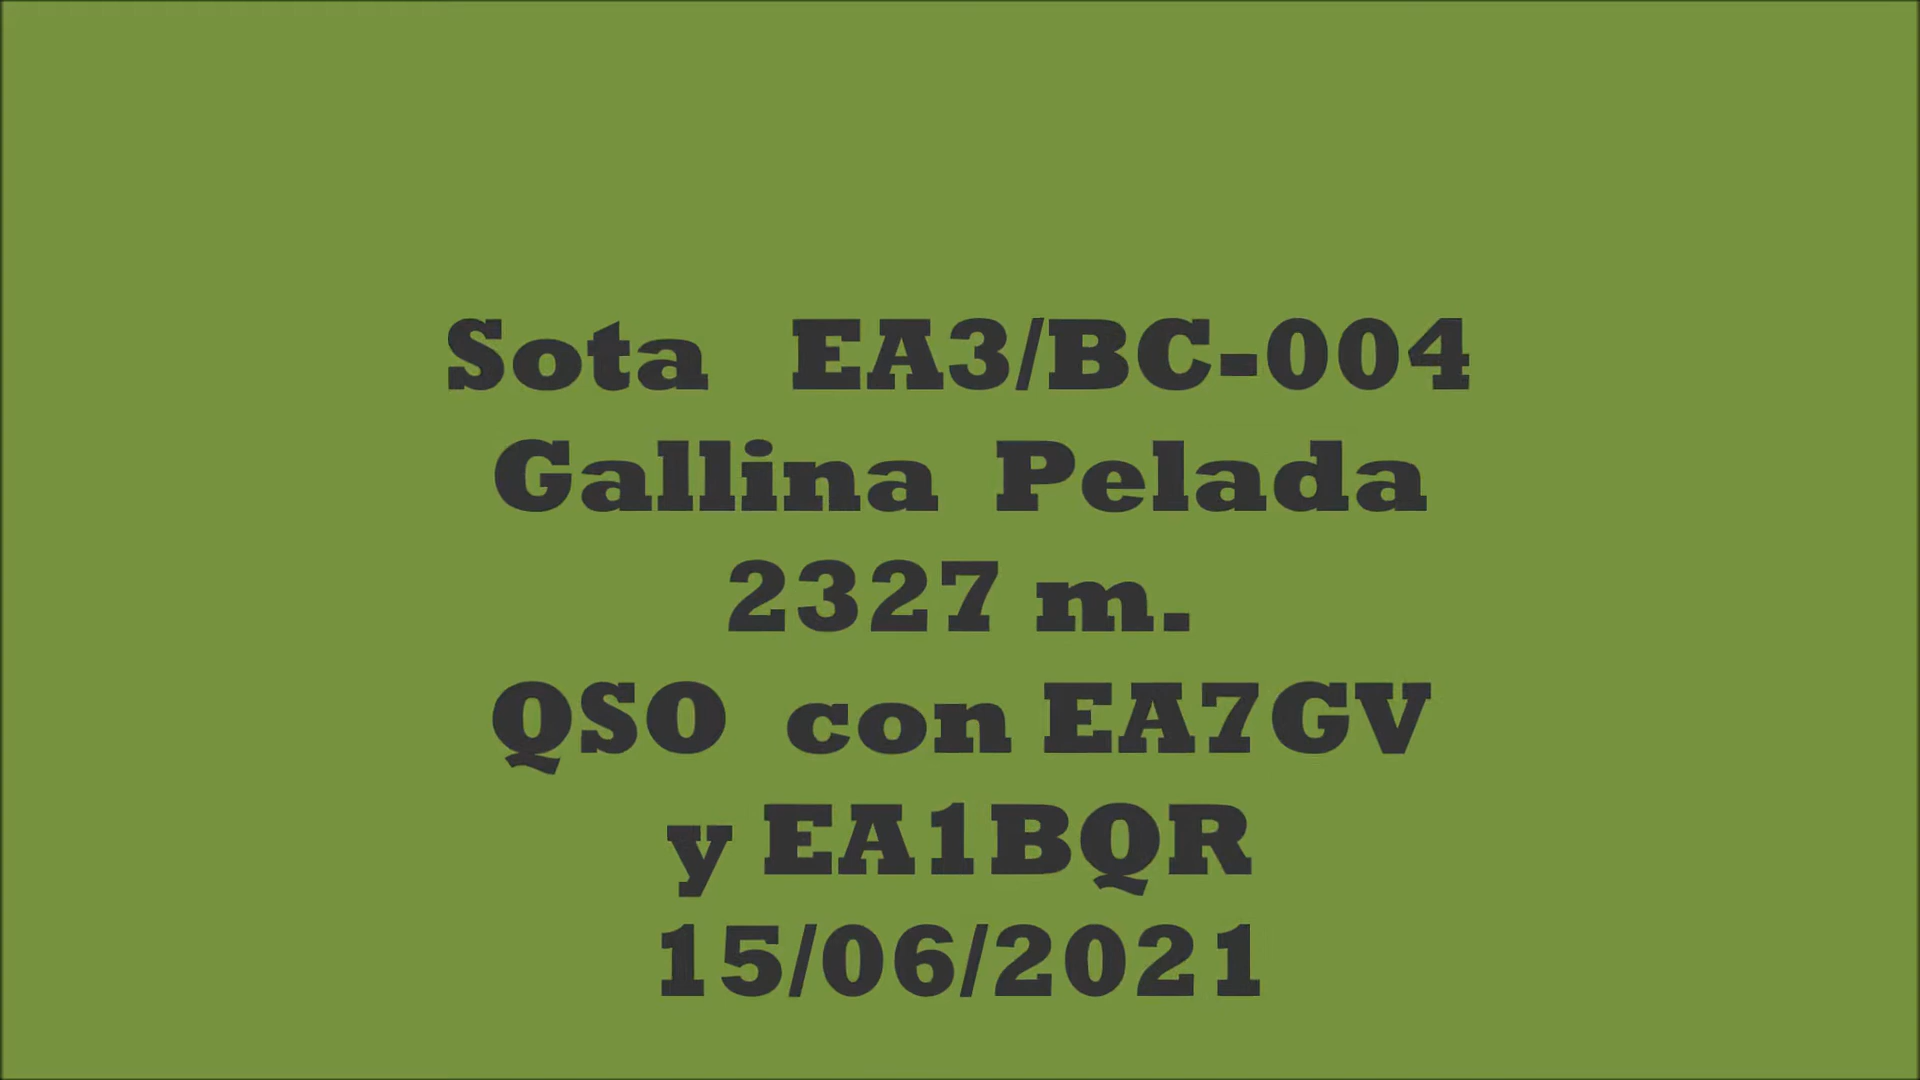 Sota EA3/BC-004
Gallina Pelada
2327 m.
QSO con EA7GV
y EA1BQR
15/06/2021